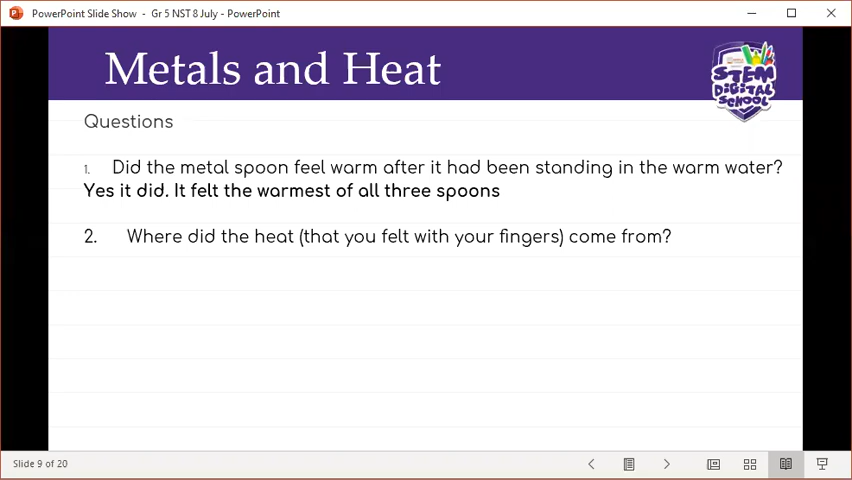 PowerPoint Slide Show - Gr 5 NST 8 July - PowerPoint
Metals and Heat
STEM
DIGITAL
SCHOOL
Questions
1. Did the metal spoon feel warm after it had been standing in the warm water?
Yes it did. It felt the warmest of all three spoons
2. Where did the heat (that you felt with your fingers) come from?
Slide 9 of 20